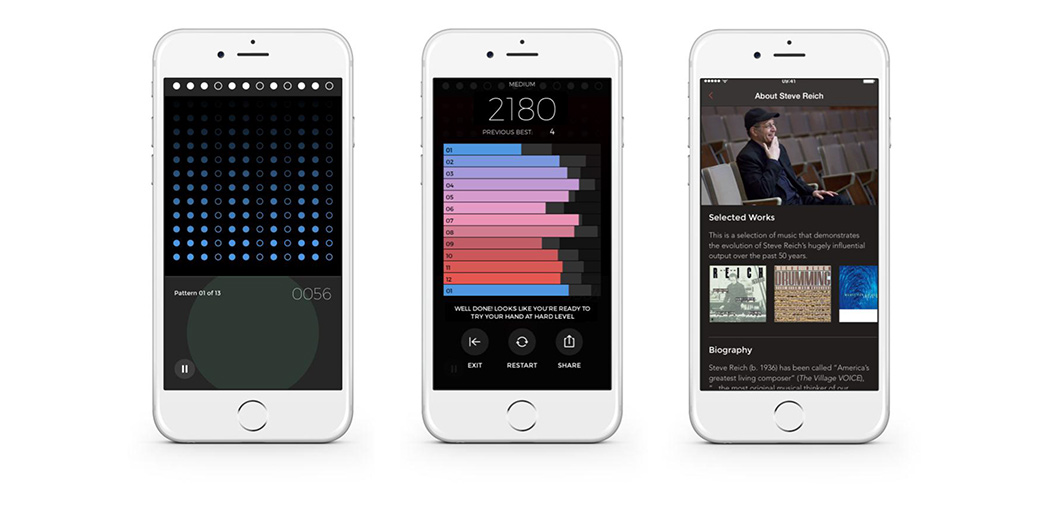 Pattern 01 of 13
0056
MEDIUM
2180
PREVIOUS BEST: 4
01
02
03
04
05
06
07
08
09
10
11
12
01
WELL DONE! LOOKS LIKE YOU'RE READY TO
TRY YOUR HAND AT HARD LEVEL
EXIT RESTART SHARE
About Steve Reich
Selected Works
This is a selection of music that demonstrates
the evolution of Steve Reich's hugely influential
output over the past 50 years.
REICH
DRUMMING
Biography
Steve Reich (b. 1936) has been called "America's
greatest living composer" (The Village VOICE),
"...the most original musical thinker of our